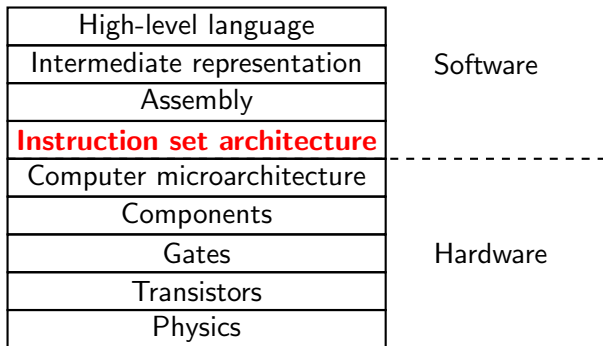 High-level language
Intermediate representation
Software
Assembly
Instruction set architecture
Computer microarchitecture
Components
Gates
Hardware
Transistors
Physics